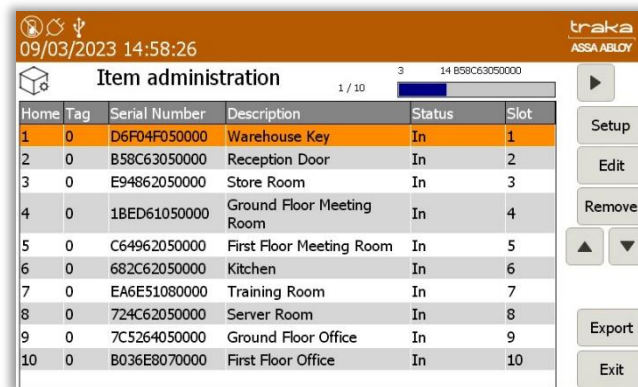 traka
09/03/2023 14:58:26
ASSA ABLOY
Item administration
1 / 10
3 14 B58C63050000
Home Tag Serial Number Description Status Slot
1 0 D6F04F050000 Warehouse Key In 1
2 0 B58C63050000 Reception Door In 2
3 0 E94862050000 Store Room In 3
4 0 1BED61050000 Ground Floor Meeting Room In 4
5 0 C64962050000 First Floor Meeting Room In 5
6 0 682C62050000 Kitchen In 6
7 0 EA6E51080000 Training Room In 7
8 0 724C62050000 Server Room In 8
9 0 7C5264050000 Ground Floor Office In 9
10 0 B036E8070000 First Floor Office In 10
Setup
Edit
Remove
Export
Exit